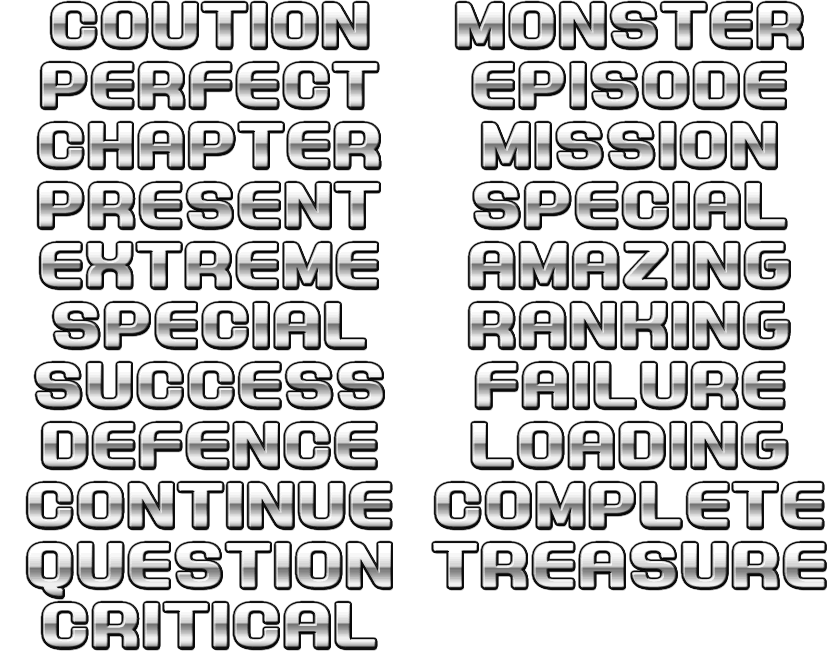 COUTION
PERFECT
CHAPTER
PRESENT
EXTREME
SPECIAL
SUCCESS
DEFENCE
CONTINUE
QUESTION
CRITICAL
MONSTER
EPISODE
MISSION
SPECIAL
AMAZING
RANKING
FAILURE
LOADING
COMPLETE
TREASURE